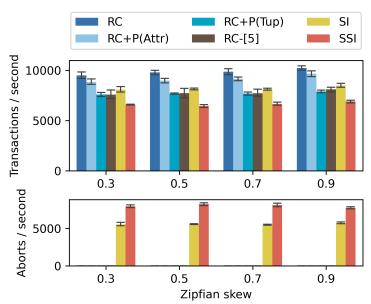 RC RC+P(Tup) SI
RC+P(Attr) RC-[5] SSI
Transactions / second
10000
5000
0
0.3 0.5 0.7 0.9
Aborts / second
5000
0
0.3 0.5 0.7 0.9
Zipfian skew